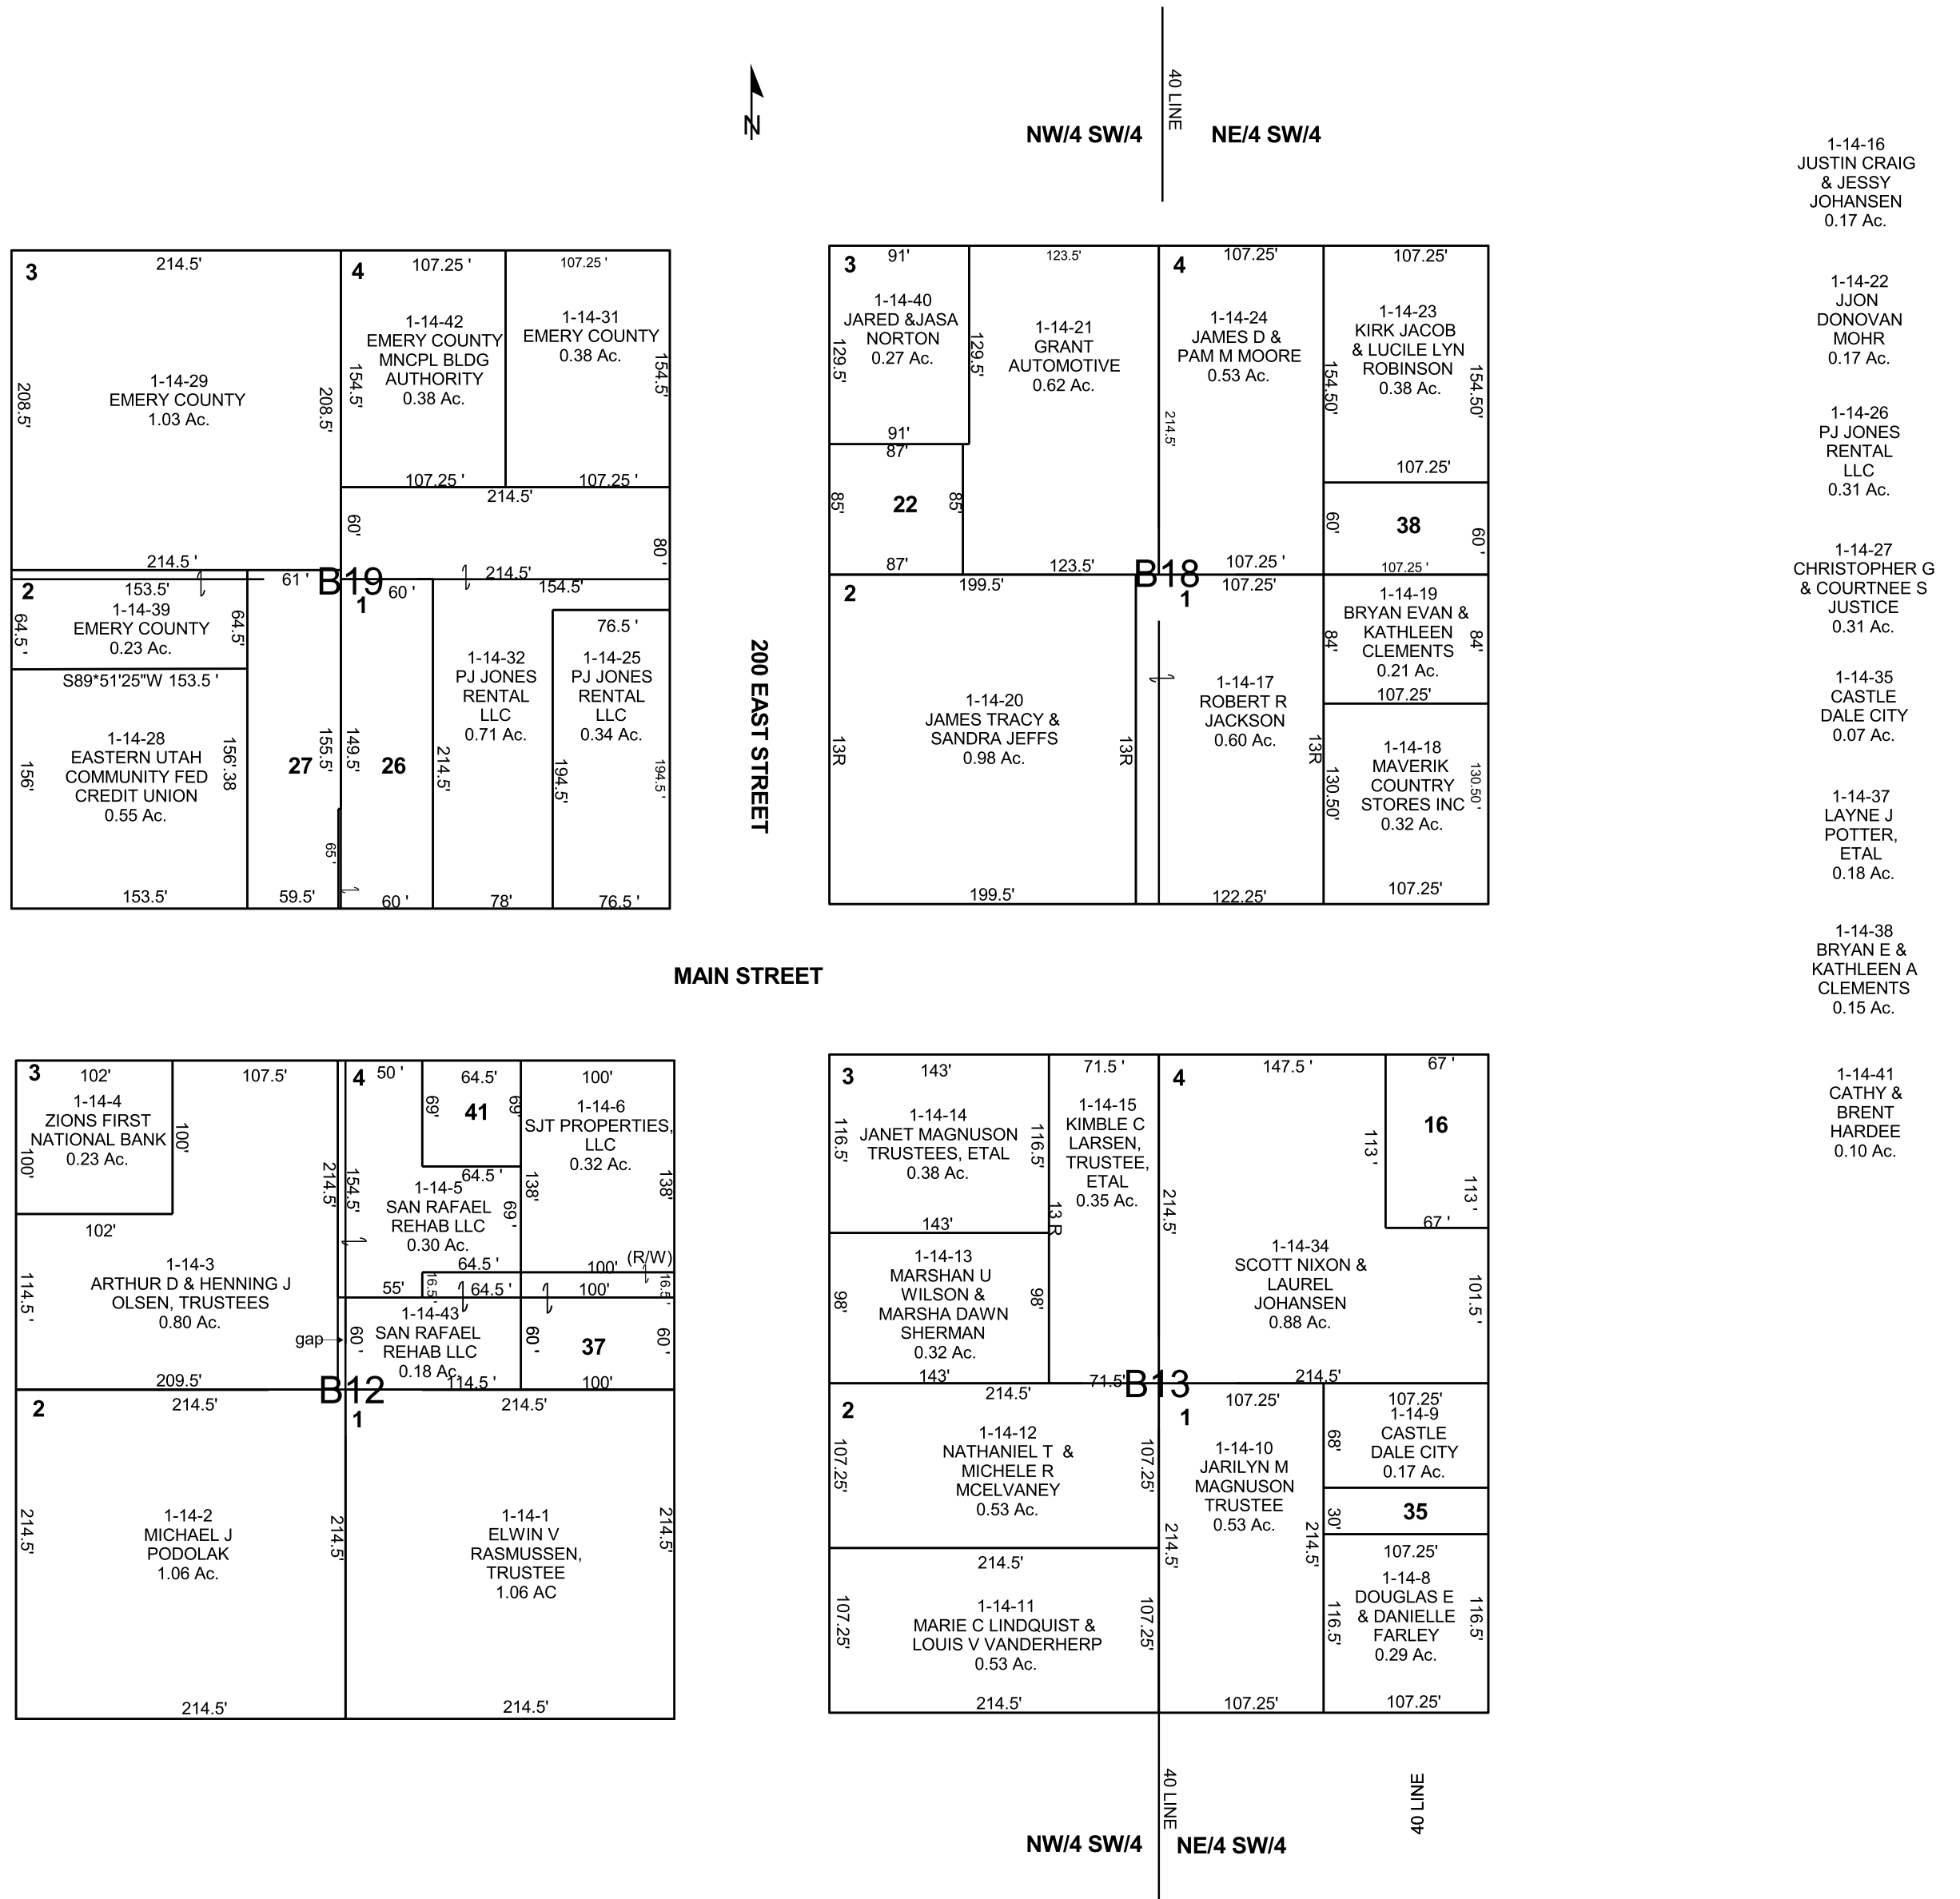 40 LINE
N
NW/4 SW/4
NE/4 SW/4
3
214.5'
208.5'
208.5'
1-14-29
EMERY COUNTY
1.03 Ac.
214.5 '
4
107.25 '
107.25 '
154.5'
1-14-42
EMERY COUNTY
MNCPL BLDG
AUTHORITY
0.38 Ac.
1-14-31
EMERY COUNTY
0.38 Ac.
154.5'
107.25 '
107.25 '
214.5'
60'
80 '
214.5'
B19
2
153.5'
61 '
1-14-39
EMERY COUNTY
0.23 Ac.
64.5 '
64.5'
S89*51'25"W 153.5 '
1-14-28
EASTERN UTAH
COMMUNITY FED
CREDIT UNION
0.55 Ac.
156'
156'.38
153.5'
27
155.5'
65 '
59.5'
1
60 '
154.5'
149.5'
26
60 '
214.5'
1-14-32
PJ JONES
RENTAL
LLC
0.71 Ac.
78'
76.5 '
1-14-25
PJ JONES
RENTAL
LLC
0.34 Ac.
194.5'
194.5 '
76.5 '
200 EAST STREET
3
91'
1-14-40
JARED &JASA
NORTON
0.27 Ac.
129.5'
129.5'
91'
87'
85'
22
85'
87'
123.5'
1-14-21
GRANT
AUTOMOTIVE
0.62 Ac.
123.5'
4
107.25'
1-14-24
JAMES D &
PAM M MOORE
0.53 Ac.
214.5'
107.25 '
107.25'
1-14-23
KIRK JACOB
& LUCILE LYN
ROBINSON
0.38 Ac.
154.50'
154.50'
107.25'
60'
38
60 '
107.25 '
B18
2
199.5'
1-14-20
JAMES TRACY &
SANDRA JEFFS
0.98 Ac.
13R
13R
199.5'
1
107.25'
1-14-17
ROBERT R
JACKSON
0.60 Ac.
13R
122.25'
1-14-19
BRYAN EVAN &
KATHLEEN
CLEMENTS
0.21 Ac.
84'
84'
107.25'
1-14-18
MAVERIK
COUNTRY
STORES INC
0.32 Ac.
130.50'
130.50 '
107.25'
MAIN STREET
3
102'
1-14-4
ZIONS FIRST
NATIONAL BANK
0.23 Ac.
100'
100'
102'
107.5'
1-14-3
ARTHUR D & HENNING J
OLSEN, TRUSTEES
0.80 Ac.
114.5 '
214.5'
gap
209.5'
4
50 '
154.5'
64.5'
69'
41
69'
64.5'
1-14-5
SAN RAFAEL
REHAB LLC
0.30 Ac.
69 '
64.5 '
100'
1-14-6
SJT PROPERTIES,
LLC
0.32 Ac.
138'
138'
100'
(R/W)
55'
16.5'
64.5 '
100'
16.5 '
1-14-43
SAN RAFAEL
REHAB LLC
0.18 Ac.
60 '
60 '
114.5 '
37
60 '
100'
B12
2
214.5'
1-14-2
MICHAEL J
PODOLAK
1.06 Ac.
214.5'
214.5'
214.5'
1
214.5'
1-14-1
ELWIN V
RASMUSSEN,
TRUSTEE
1.06 AC
214.5'
214.5'
3
143'
1-14-14
JANET MAGNUSON
TRUSTEES, ETAL
0.38 Ac.
116.5'
116.5'
143'
1-14-13
MARSHAN U
WILSON &
MARSHA DAWN
SHERMAN
0.32 Ac.
98'
98'
143'
71.5 '
1-14-15
KIMBLE C
LARSEN,
TRUSTEE,
ETAL
0.35 Ac.
13 R
71.5'
4
147.5 '
1-14-34
SCOTT NIXON &
LAUREL
JOHANSEN
0.88 Ac.
214.5'
101.5 '
214.5'
67 '
16
113 '
113 '
67 '
B13
2
214.5'
1-14-12
NATHANIEL T &
MICHELE R
MCELVANEY
0.53 Ac.
107.25'
107.25'
214.5'
1-14-11
MARIE C LINDQUIST &
LOUIS V VANDERHERP
0.53 Ac.
107.25'
107.25'
214.5'
1
107.25'
1-14-10
JARILYN M
MAGNUSON
TRUSTEE
0.53 Ac.
214.5'
214.5'
107.25'
107.25'
1-14-9
CASTLE
DALE CITY
0.17 Ac.
68'
30'
35
107.25'
1-14-8
DOUGLAS E
& DANIELLE
FARLEY
0.29 Ac.
116.5'
116.5'
107.25'
40 LINE
40 LINE
NW/4 SW/4
NE/4 SW/4
1-14-16
JUSTIN CRAIG
& JESSY
JOHANSEN
0.17 Ac.
1-14-22
JJON
DONOVAN
MOHR
0.17 Ac.
1-14-26
PJ JONES
RENTAL
LLC
0.31 Ac.
1-14-27
CHRISTOPHER G
& COURTNEE S
JUSTICE
0.31 Ac.
1-14-35
CASTLE
DALE CITY
0.07 Ac.
1-14-37
LAYNE J
POTTER,
ETAL
0.18 Ac.
1-14-38
BRYAN E &
KATHLEEN A
CLEMENTS
0.15 Ac.
1-14-41
CATHY &
BRENT
HARDEE
0.10 Ac.